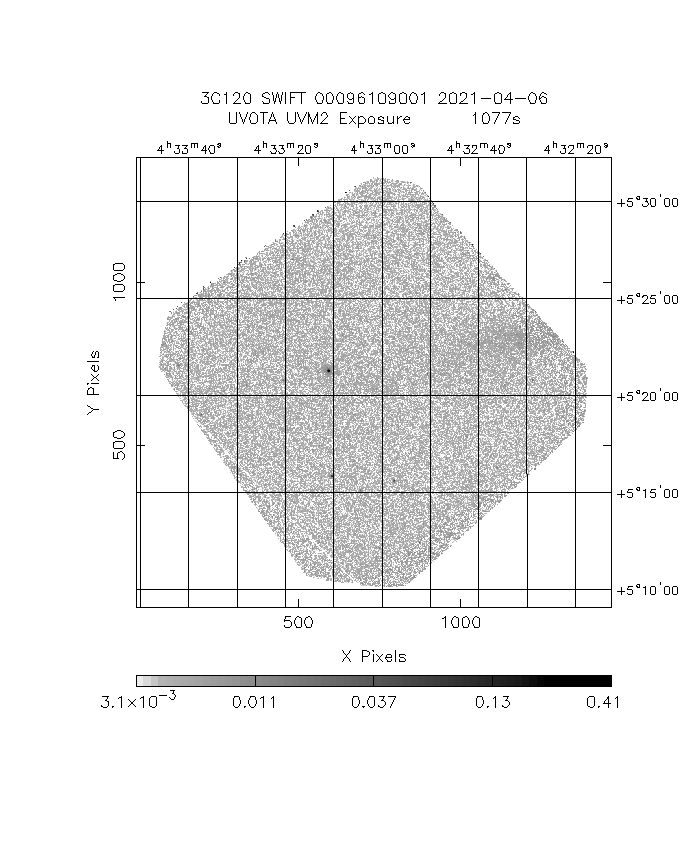 3C120 SWIFT 00096109001 2021-04-06
UVOTA UVM2 Exposure 1077s
4h33m40s 4h33m20s 4h33m00s 4h32m40s 4h32m20s
+5°30'00
1000
+5°25'00
Y Pixels
+5°20'00
500
+5°15'00
+5°10'00
500 1000
X Pixels
3.1×10−3 0.011 0.037 0.13 0.41